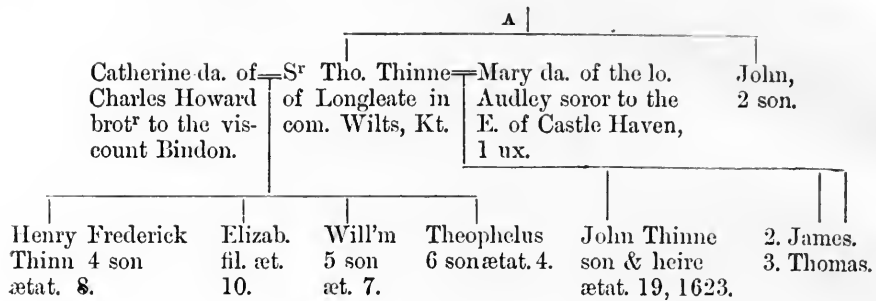 A
Catherine da. of
Charles Howard
brotʳ to the vis-
count Bindon.
Sʳ Tho. Thinne
of Longleate in
com. Wilts, Kt.
Mary da. of the lo.
Audley soror to the
E. of Castle Haven,
1 ux.
John,
2 son.
Henry Frederick
Thinn 4 son
ætat. 8.
Elizab.
fil. æt.
10.
Will'm
5 son
æt. 7.
Theophelus
6 son ætat. 4.
John Thinne
son & heire
ætat. 19, 1623.
2. James.
3. Thomas.